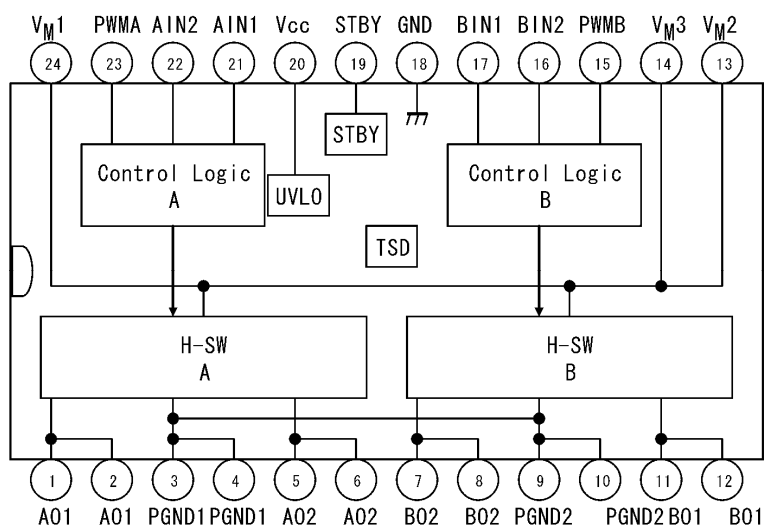 VM1 PWMA AIN2 AIN1 Vcc STBY GND BIN1 BIN2 PWMB VM3 VM2
24 23 22 21 20 19 18 17 16 15 14 13
STBY
Control Logic
A
Control Logic
B
UVLO
TSD
H-SW
A
H-SW
B
1 2 3 4 5 6 7 8 9 10 11 12
AO1 AO1 PGND1 PGND1 AO2 AO2 BO2 BO2 PGND2 PGND2 BO1 BO1